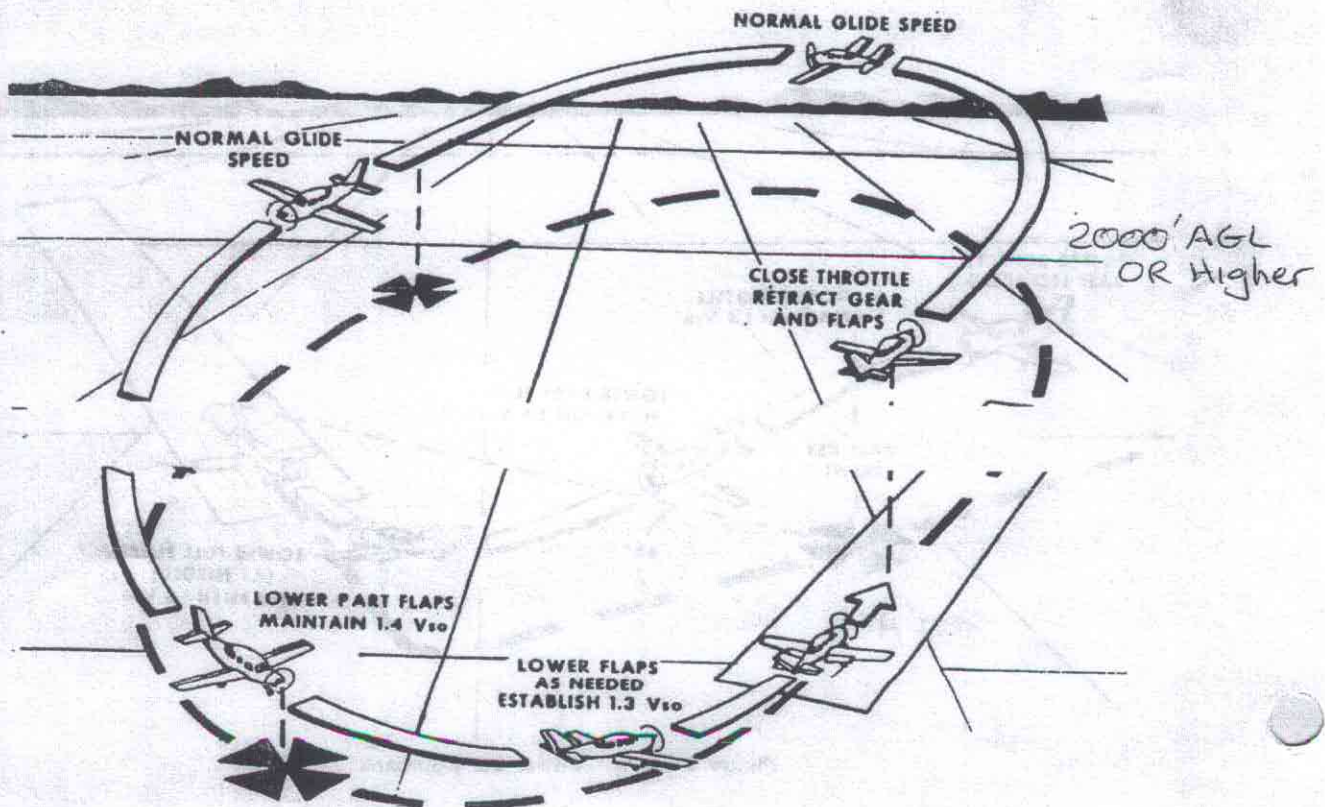 NORMAL GLIDE SPEED
NORMAL GLIDE
SPEED
2000' AGL
OR Higher
CLOSE THROTTLE
RETRACT GEAR
AND FLAPS
LOWER PART FLAPS
MAINTAIN 1.4 Vso
LOWER FLAPS
AS NEEDED
ESTABLISH 1.3 Vso